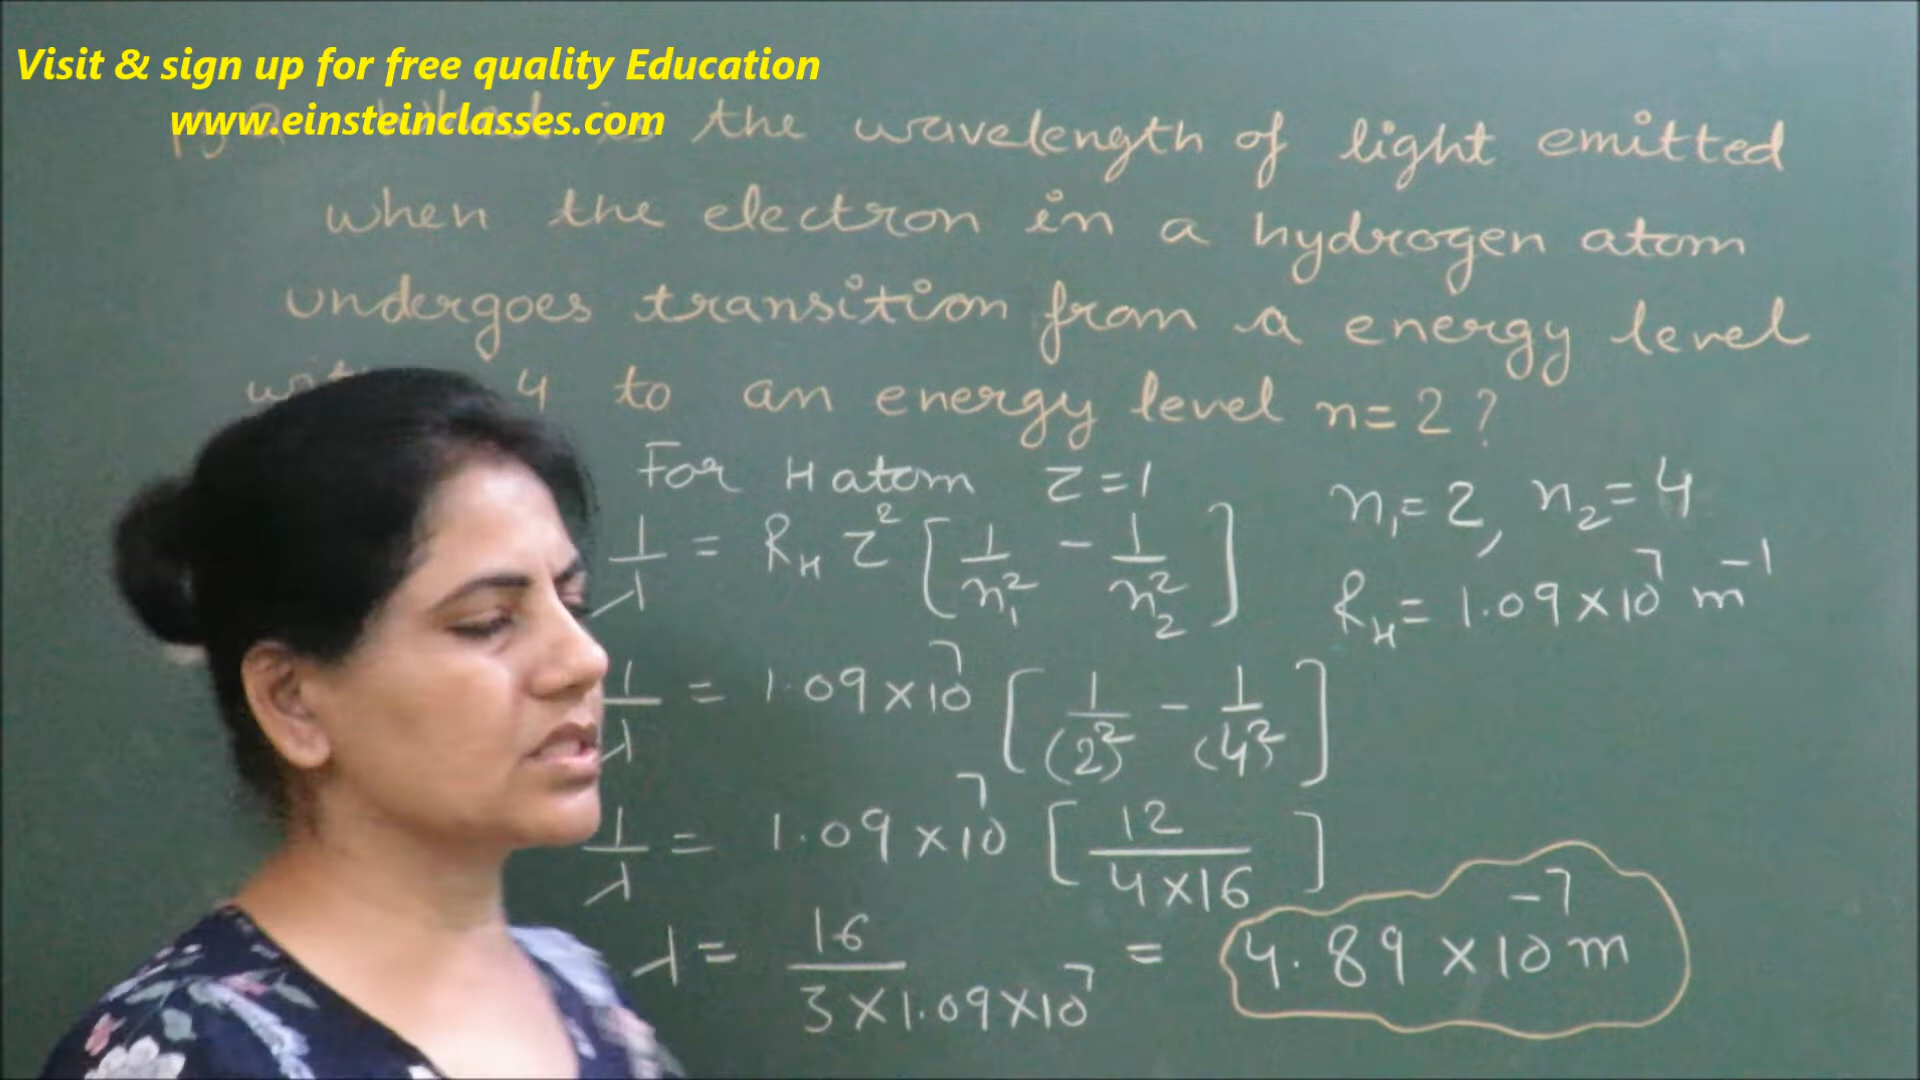 Visit & sign up for free quality Education
www.einsteinclasses.com
the wavelength of light emitted
when the electron in a hydrogen atom
undergoes transition from a energy level
4 to an energy level n=2?
For H atom Z=1
n₁=2, n₂=4
1/λ = R_H Z² [1/n₁² - 1/n₂²]
R_H = 1.09×10⁷ m⁻¹
1/λ = 1.09×10⁷ [1/(2)² - 1/(4)²]
1/λ = 1.09×10⁷ [12/4×16]
λ = 16/3×1.09×10⁷ = 4.89×10⁻⁷ m